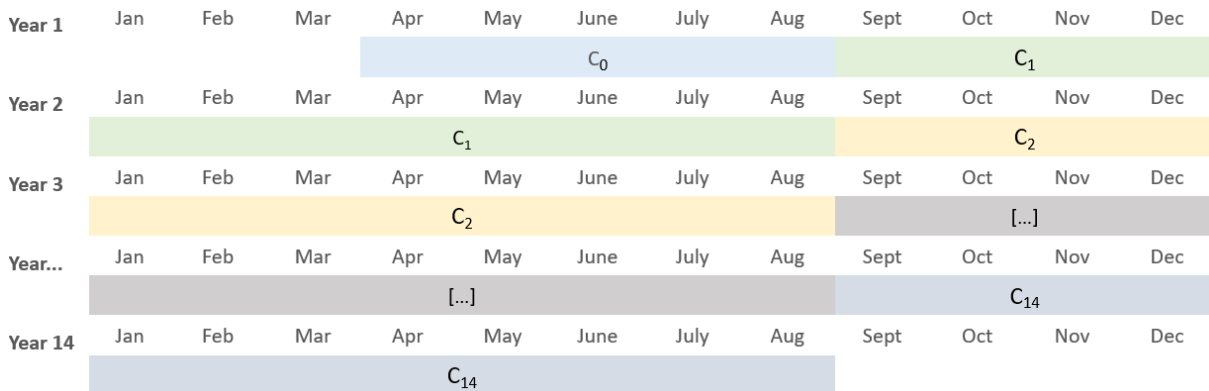 Year 1 Jan Feb Mar Apr May June July Aug Sept Oct Nov Dec
C₀ C₁
Year 2 Jan Feb Mar Apr May June July Aug Sept Oct Nov Dec
C₁ C₂
Year 3 Jan Feb Mar Apr May June July Aug Sept Oct Nov Dec
C₂ [...]
Year... Jan Feb Mar Apr May June July Aug Sept Oct Nov Dec
[...] C₁₄
Year 14 Jan Feb Mar Apr May June July Aug Sept Oct Nov Dec
C₁₄